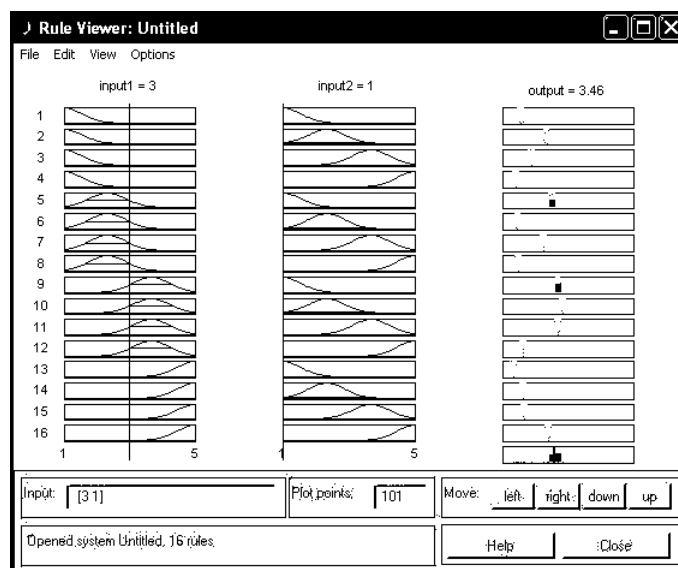 Rule Viewer: Untitled
File Edit View Options
input1 = 3 input2 = 1 output = 3.46
1
2
3
4
5
6
7
8
9
10
11
12
13
14
15
16
1 5 1 5
Input: [3 1] Plot points: 101 Move: left right down up
Opened system Untitled, 16 rules
Help Close